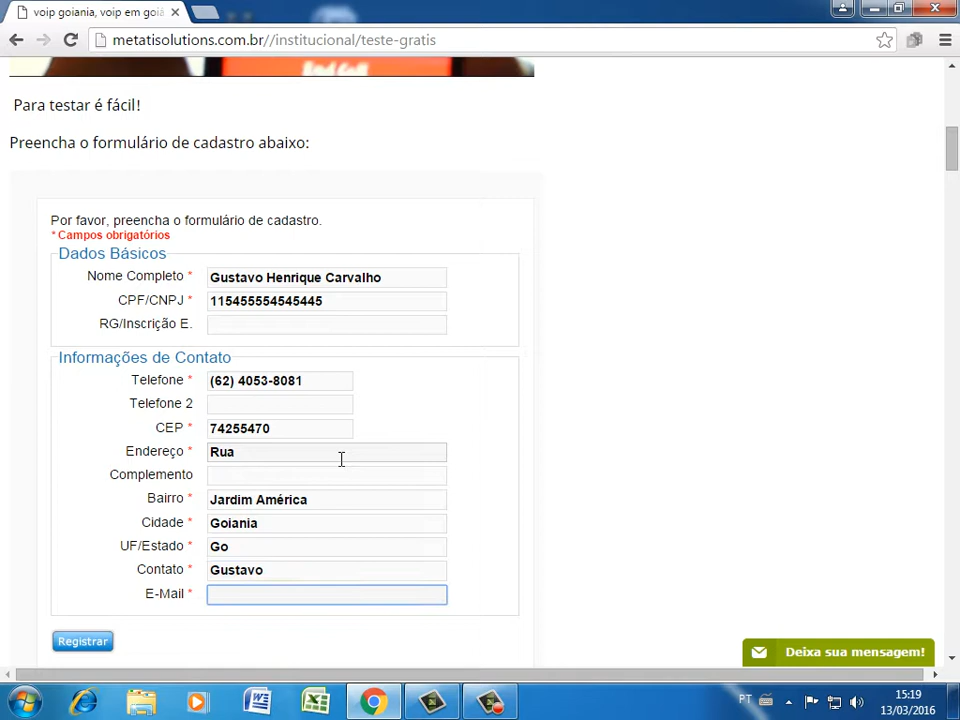 voip goiania, voip em goiâ
metatisolutions.com.br//institucional/teste-gratis
End Call
Para testar é fácil!
Preencha o formulário de cadastro abaixo:
Por favor, preencha o formulário de cadastro.
* Campos obrigatórios
Dados Básicos
Nome Completo * Gustavo Henrique Carvalho
CPF/CNPJ * 115455554545445
RG/Inscrição E.
Informações de Contato
Telefone * (62) 4053-8081
Telefone 2
CEP * 74255470
Endereço * Rua
Complemento
Bairro * Jardim América
Cidade * Goiania
UF/Estado * Go
Contato * Gustavo
E-Mail *
Registrar
Deixa sua mensagem!
PT
15:19
13/03/2016